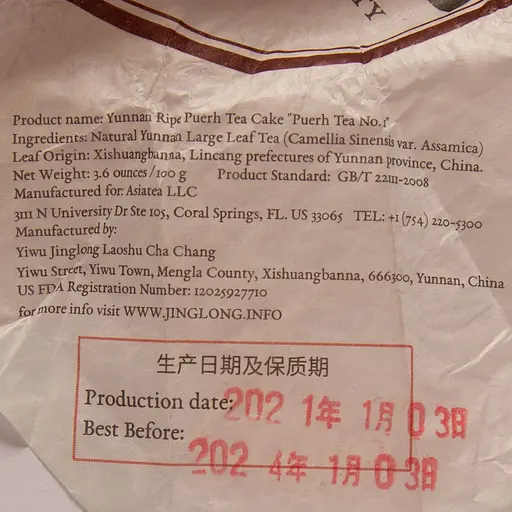 TY
Product name: Yunnan Ripe Puerh Tea Cake "Puerh Tea No.1"
Ingredients: Natural Yunnan Large Leaf Tea (Camellia Sinensis var. Assamica)
Leaf Origin: Xishuangbanna, Lincang prefectures of Yunnan province, China.
Net Weight: 3.6 ounces/100 g Product Standard: GB/T 22111-2008
Manufactured for: Asiatea LLC
3111 N University Dr Ste 105, Coral Springs, FL. US 33065 TEL: +1 (754) 220-5300
Manufactured by:
Yiwu Jinglong Laoshu Cha Chang
Yiwu Street, Yiwu Town, Mengla County, Xishuangbanna, 666300, Yunnan, China
US FDA Registration Number: 12025927710
for more info visit WWW.JINGLONG.INFO
生产日期及保质期
Production date: 2021年1月03日
Best Before: 2024年1月03日